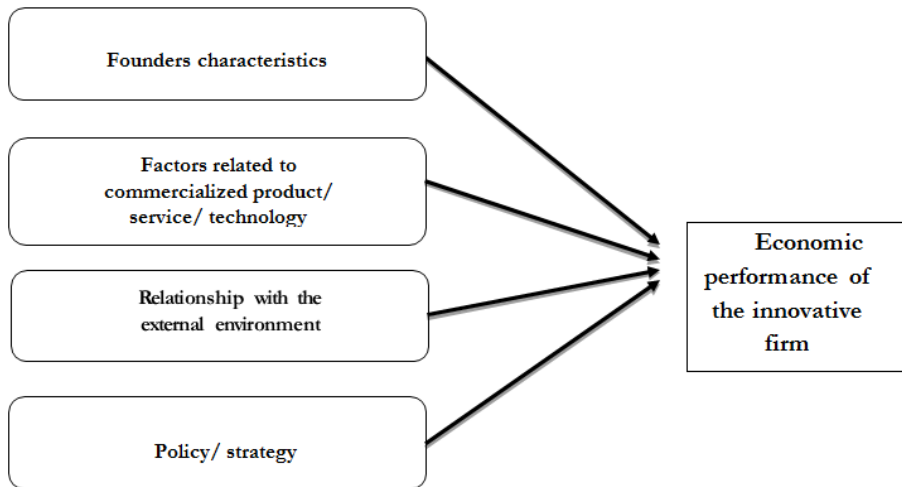 Founders characteristics
Factors related to
commercialized product/
service/ technology
Relationship with the
external environment
Policy/ strategy
Economic
performance of
the innovative
firm